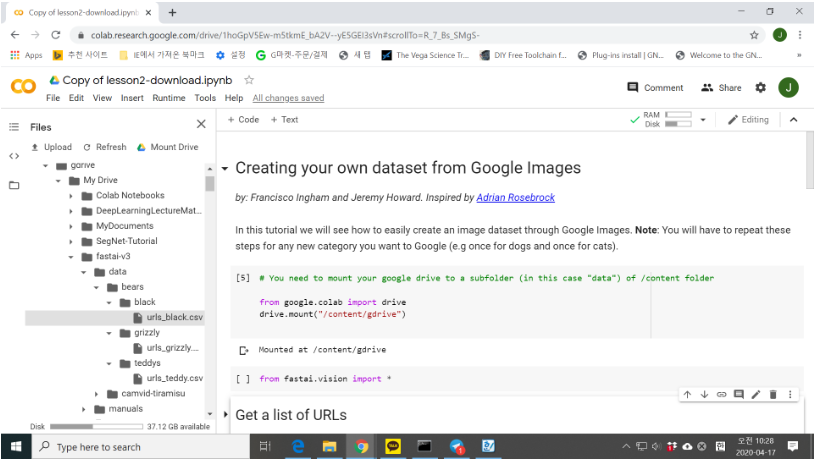 Copy of lesson2-download.ipynb
colab.research.google.com/drive/1hoGpV5Ew-m5tkmE_bA2V--yESGEI3sVn#scrollTo=R_7_Bs_SMgS-
Apps 추천 사이트 IE에서 가져온 북마크 설정 G마켓-주문/결제 새 탭 The Vega Science Tr... DIY Free Toolchain f... Plug-ins install | GN... Welcome to the GN...
Copy of lesson2-download.ipynb
Comment Share J
File Edit View Insert Runtime Tools Help All changes saved
Files
+ Code + Text
RAM
Disk
Editing
Upload Refresh Mount Drive
gdrive
My Drive
Colab Notebooks
DeepLearningLectureMat...
MyDocuments
SegNet-Tutorial
fastai-v3
data
bears
black
urls_black.csv
grizzly
urls_grizzly....
teddys
urls_teddy.csv
camvid-tiramisu
manuals
Disk 37.12 GB available
Creating your own dataset from Google Images
by: Francisco Ingham and Jeremy Howard. Inspired by Adrian Rosebrock
In this tutorial we will see how to easily create an image dataset through Google Images. Note: You will have to repeat these
steps for any new category you want to Google (e.g once for dogs and once for cats).
[5] # You need to mount your google drive to a subfolder (in this case "data") of /content folder
from google.colab import drive
drive.mount("/content/gdrive")
Mounted at /content/gdrive
[ ] from fastai.vision import *
Get a list of URLs
Type here to search
오전 10:28
2020-04-17